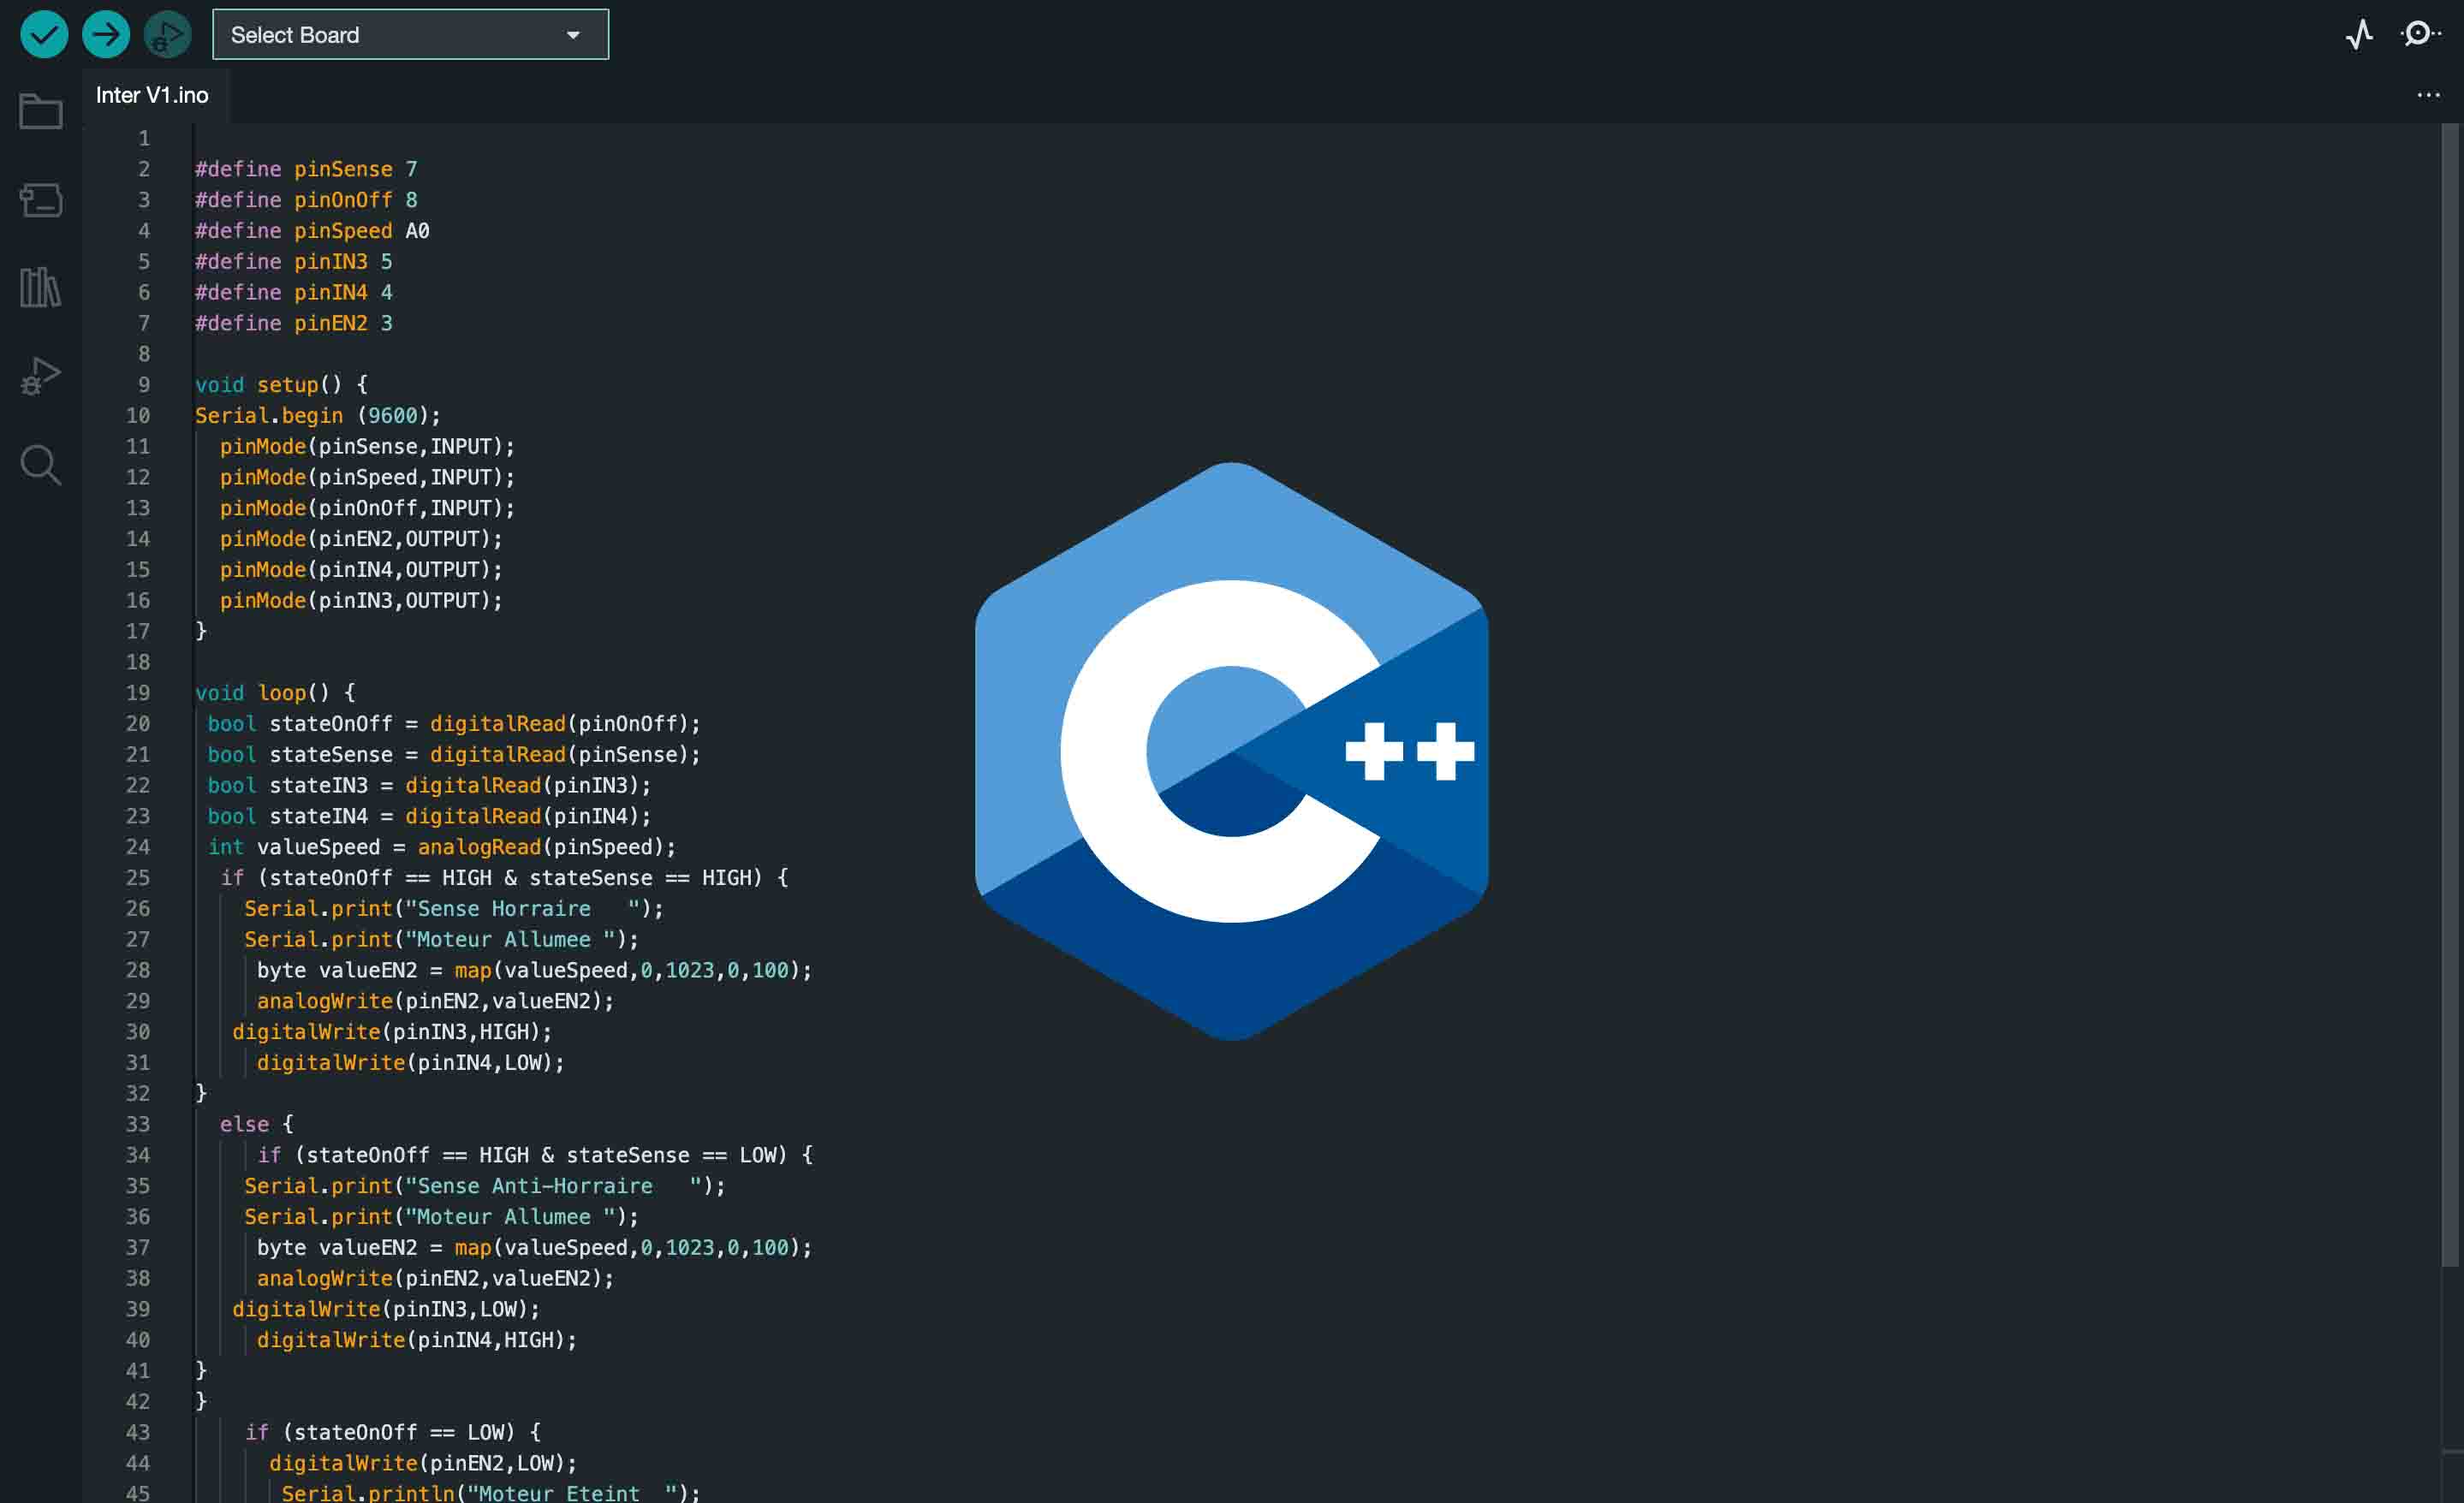 Select Board
Inter V1.ino
...
1
2 #define pinSense 7
3 #define pinOnOff 8
4 #define pinSpeed A0
5 #define pinIN3 5
6 #define pinIN4 4
7 #define pinEN2 3
8
9 void setup() {
10 Serial.begin (9600);
11 pinMode(pinSense,INPUT);
12 pinMode(pinSpeed,INPUT);
13 pinMode(pinOnOff,INPUT);
14 pinMode(pinEN2,OUTPUT);
15 pinMode(pinIN4,OUTPUT);
16 pinMode(pinIN3,OUTPUT);
17 }
18
19 void loop() {
20 bool stateOnOff = digitalRead(pinOnOff);
21 bool stateSense = digitalRead(pinSense);
22 bool stateIN3 = digitalRead(pinIN3);
23 bool stateIN4 = digitalRead(pinIN4);
24 int valueSpeed = analogRead(pinSpeed);
25 if (stateOnOff == HIGH & stateSense == HIGH) {
26 Serial.print("Sense Horraire   ");
27 Serial.print("Moteur Allumee ");
28 byte valueEN2 = map(valueSpeed,0,1023,0,100);
29 analogWrite(pinEN2,valueEN2);
30 digitalWrite(pinIN3,HIGH);
31 digitalWrite(pinIN4,LOW);
32 }
33 else {
34 if (stateOnOff == HIGH & stateSense == LOW) {
35 Serial.print("Sense Anti-Horraire   ");
36 Serial.print("Moteur Allumee ");
37 byte valueEN2 = map(valueSpeed,0,1023,0,100);
38 analogWrite(pinEN2,valueEN2);
39 digitalWrite(pinIN3,LOW);
40 digitalWrite(pinIN4,HIGH);
41 }
42 }
43 if (stateOnOff == LOW) {
44 digitalWrite(pinEN2,LOW);
45 Serial.println("Moteur Eteint  ");
C++